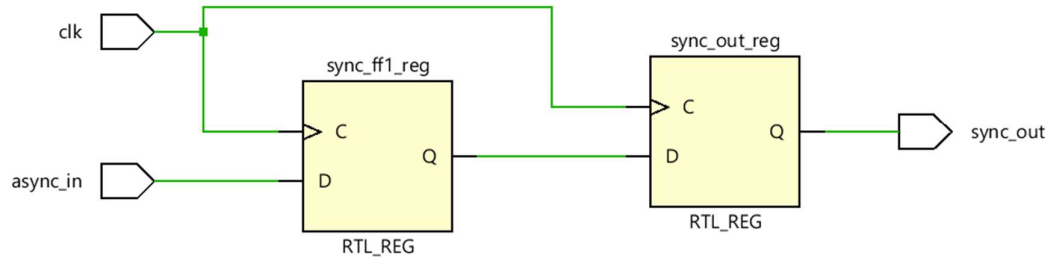 clk
async_in
sync_ff1_reg
C
D
Q
RTL_REG
sync_out_reg
C
D
Q
RTL_REG
sync_out